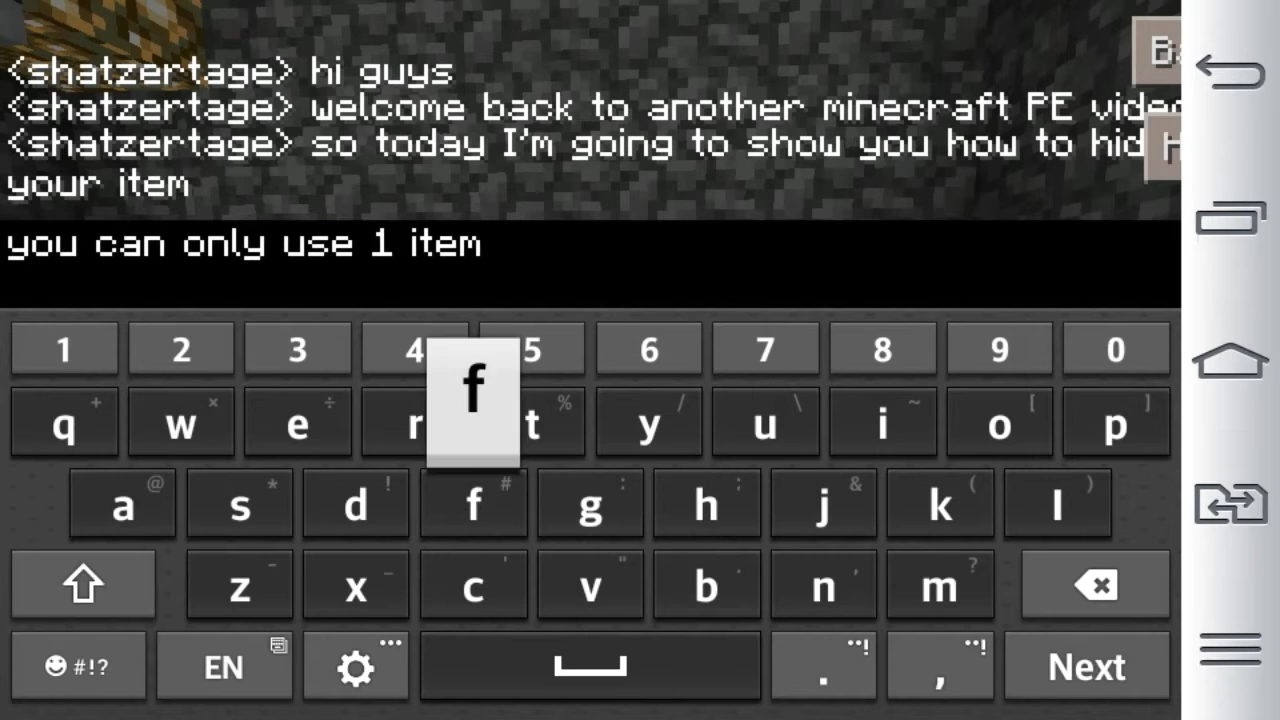 <shatzertage> hi guys
<shatzertage> welcome back to another minecraft PE
<shatzertage> so today I'm going to show you how to
your item
you can only use 1 item
1 2 3 4 5 6 7 8 9 0
f
q + w × e ÷ r t % y / u \ i ~ o [ p ]
a @ s * d ! f # g : h ; j & k ( l )
z - x _ c ' v " b . n , m ?
#!? EN . , Next